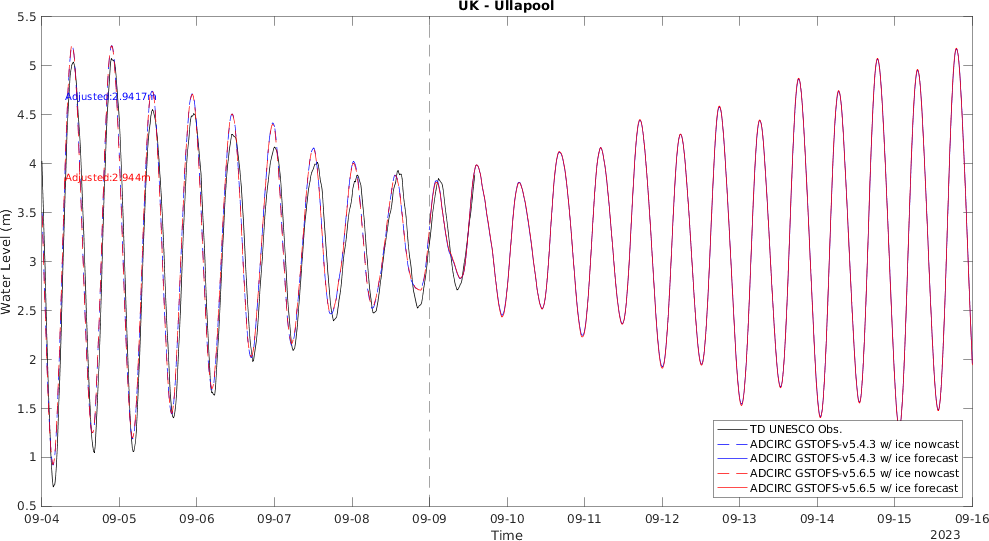 UK - Ullapool
5.5
5
4.5
4
3.5
3
2.5
2
1.5
1
0.5
Water Level (m)
Adjusted:2.9417m
Adjusted:2.944m
TD UNESCO Obs.
ADCIRC GSTOFS-v5.4.3 w/ ice nowcast
ADCIRC GSTOFS-v5.4.3 w/ ice forecast
ADCIRC GSTOFS-v5.6.5 w/ ice nowcast
ADCIRC GSTOFS-v5.6.5 w/ ice forecast
09-04 09-05 09-06 09-07 09-08 09-09 09-10 09-11 09-12 09-13 09-14 09-15 09-16
Time
2023